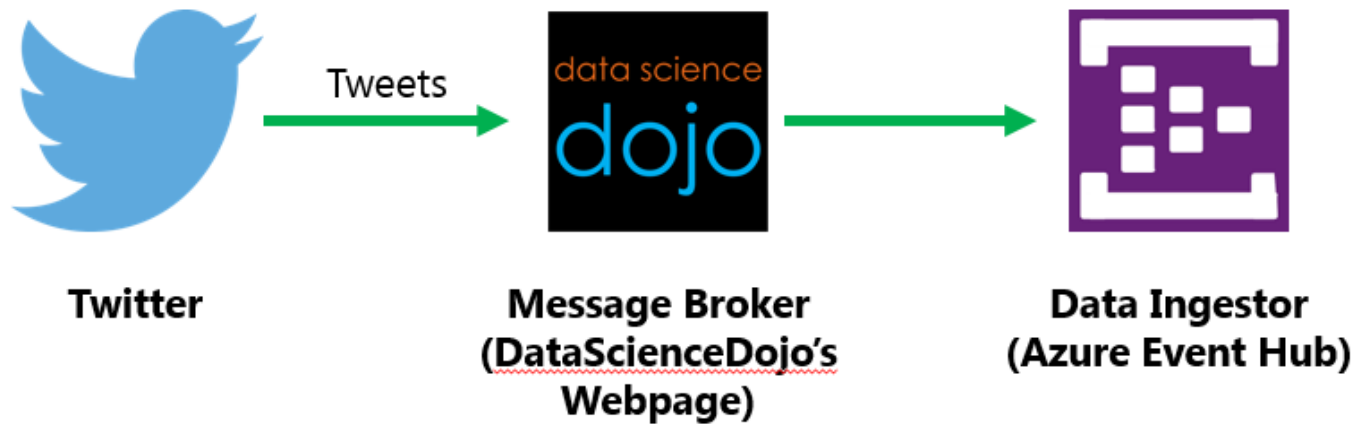 Tweets
data science
dojo
Twitter
Message Broker
(DataScienceDojo's
Webpage)
Data Ingestor
(Azure Event Hub)